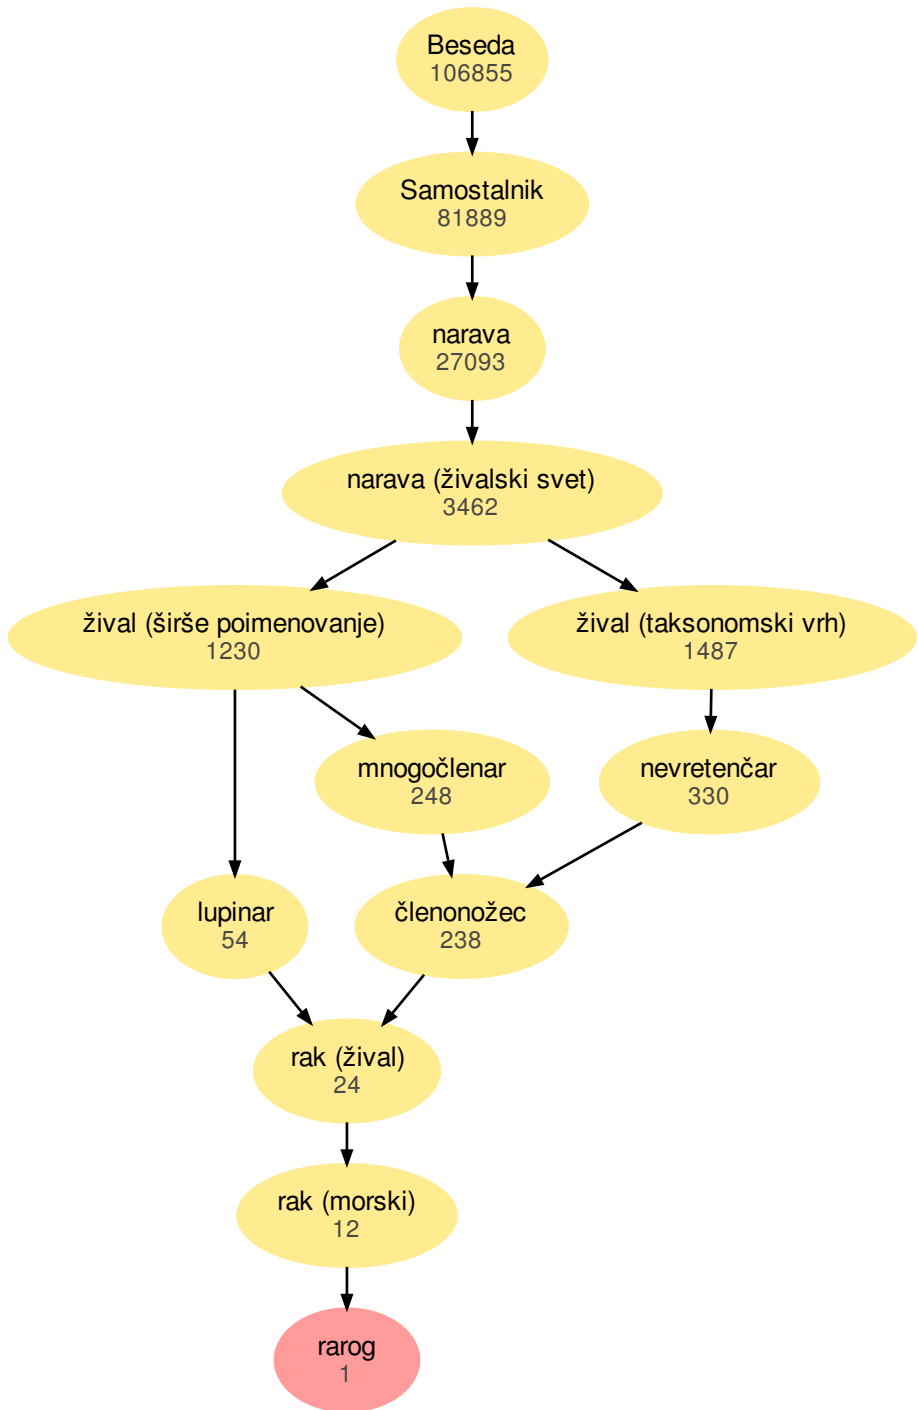 Beseda
106855
Samostalnik
81889
narava
27093
narava (živalski svet)
3462
žival (širše poimenovanje)
1230
žival (taksonomski vrh)
1487
mnogočlenar
248
nevretenčar
330
lupinar
54
členonožec
238
rak (žival)
24
rak (morski)
12
rarog
1